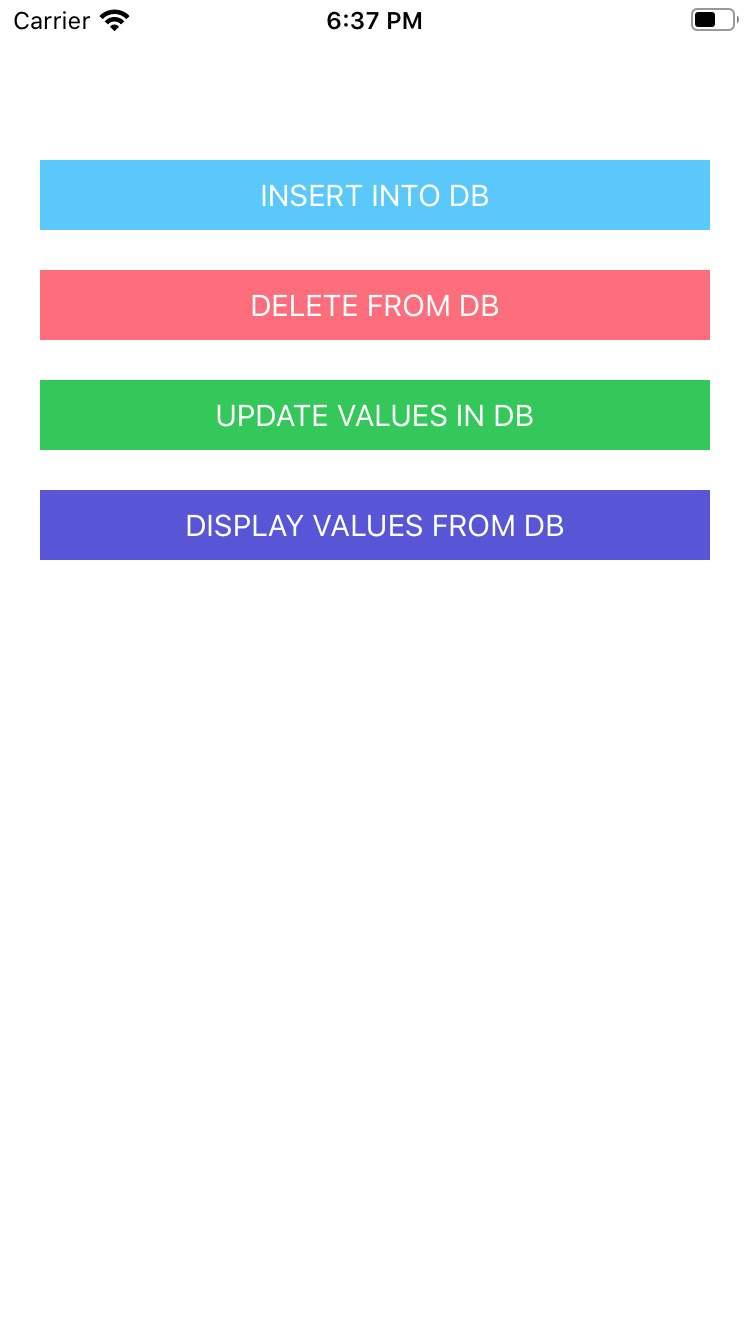 Carrier 6:37 PM
INSERT INTO DB
DELETE FROM DB
UPDATE VALUES IN DB
DISPLAY VALUES FROM DB